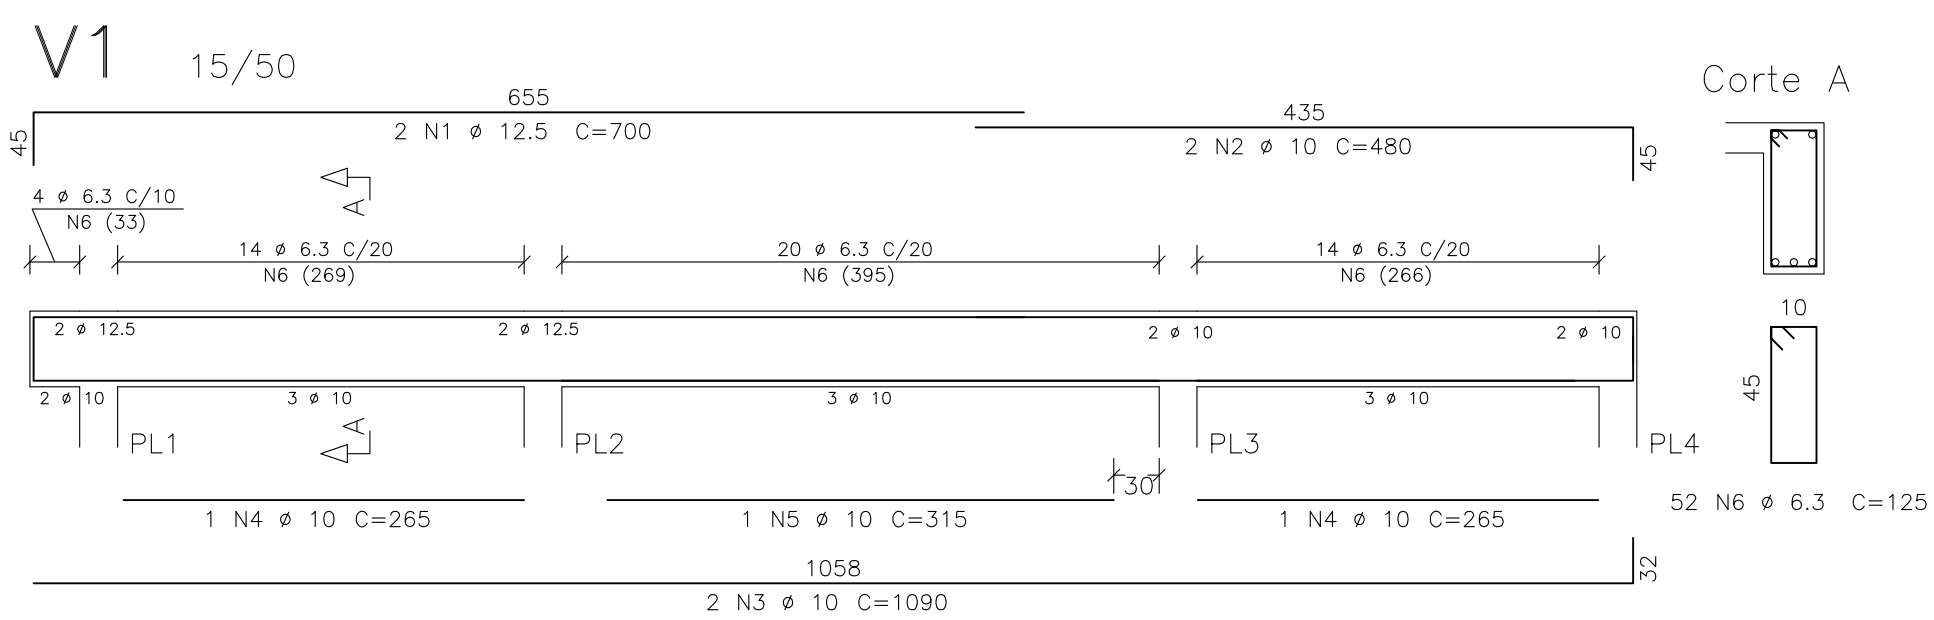 V1 15/50
Corte A
655
2 N1 ø 12.5 C=700
45
435
2 N2 ø 10 C=480
45
4 ø 6.3 C/10
N6 (33)
A
14 ø 6.3 C/20
N6 (269)
20 ø 6.3 C/20
N6 (395)
14 ø 6.3 C/20
N6 (266)
10
2 ø 12.5
2 ø 12.5
2 ø 10
2 ø 10
45
2 ø 10
3 ø 10
3 ø 10
3 ø 10
A
PL1
PL2
PL3
PL4
30
1 N4 ø 10 C=265
1 N5 ø 10 C=315
1 N4 ø 10 C=265
52 N6 ø 6.3 C=125
1058
2 N3 ø 10 C=1090
32